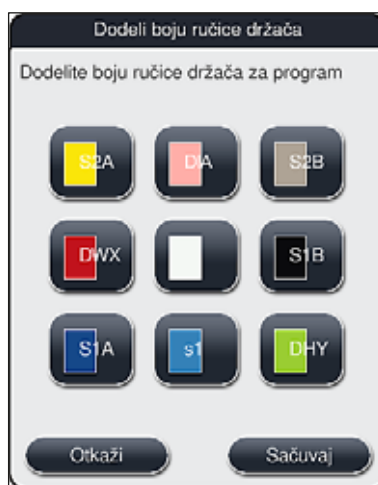 Dodeli boju ručice držača
Dodelite boju ručice držača za program
S2A DIA S2B
DWX S1B
S1A s1 DHY
Otkaži Sačuvaj